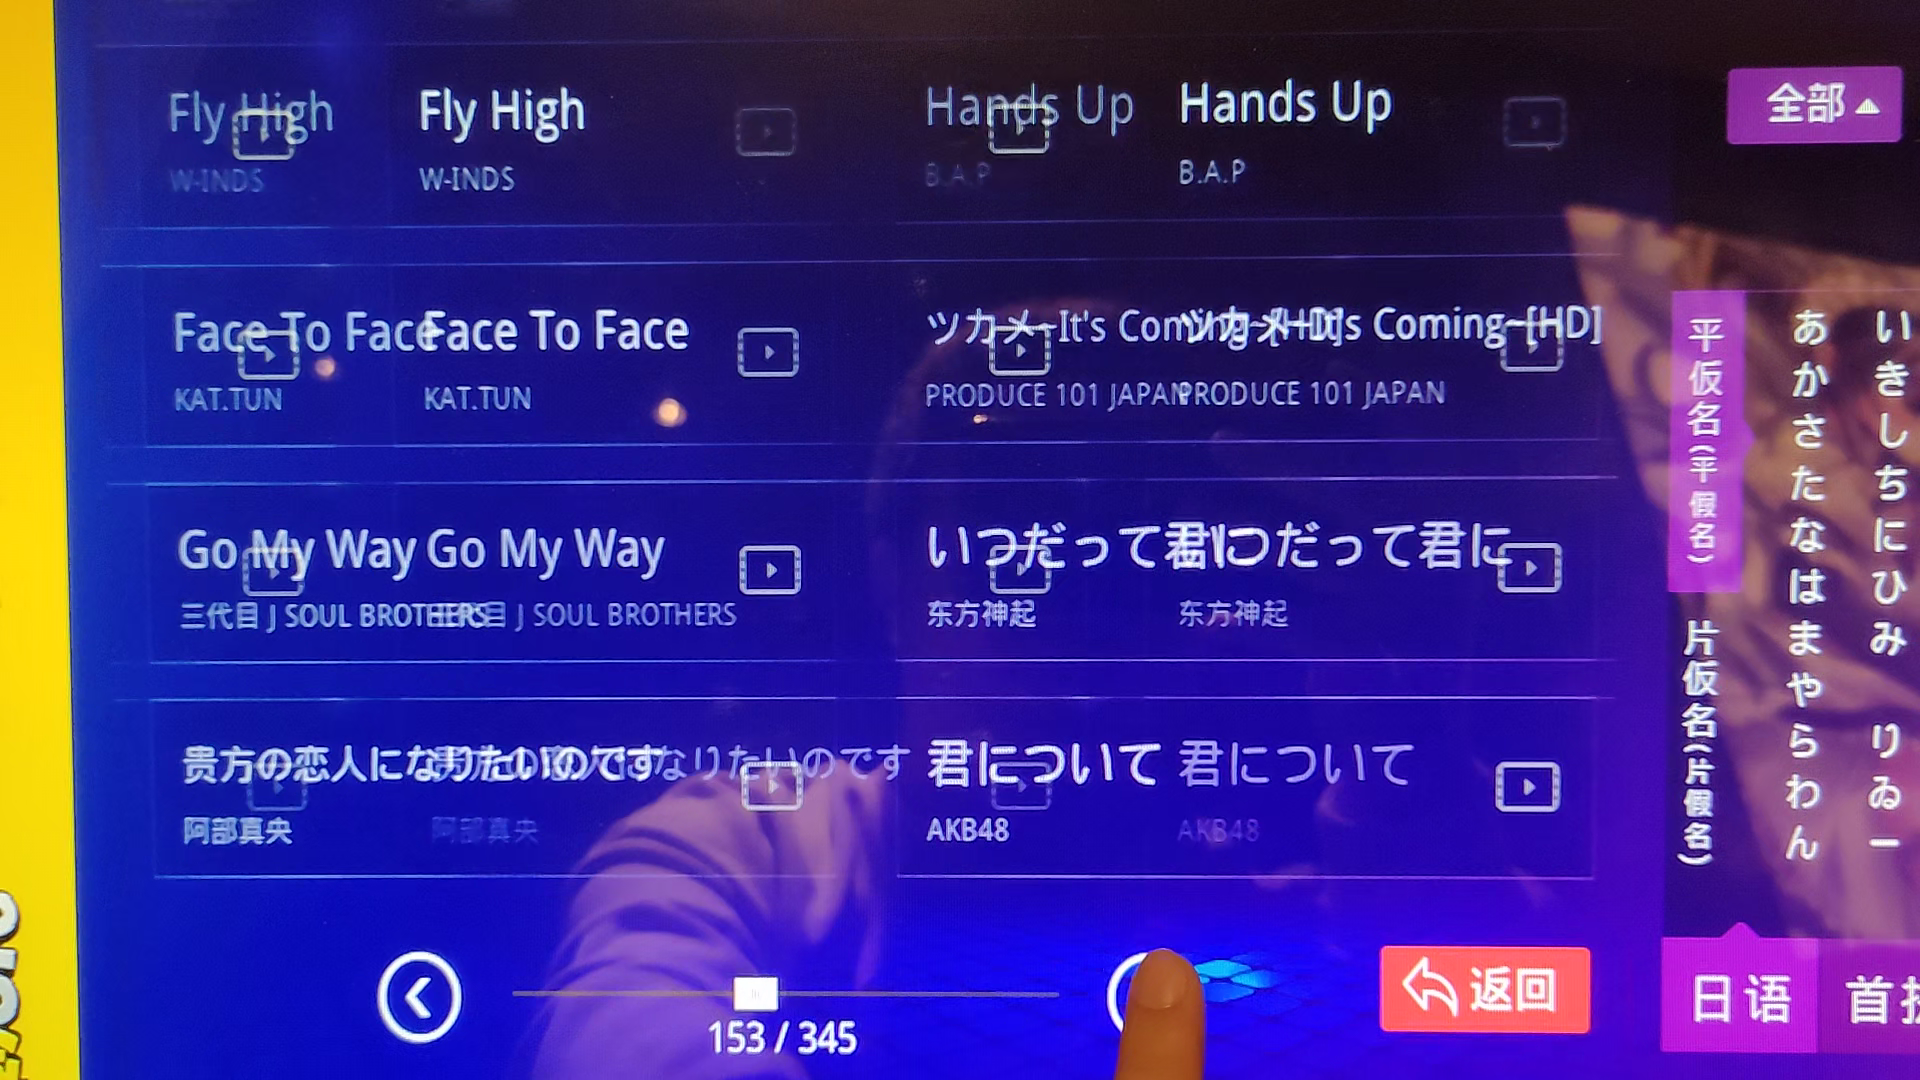 Fly High
Fly High
W-INDS
W-INDS
Hands Up
Hands Up
B.A.P
B.A.P
全部
Face To Face
Face To Face
KAT.TUN
KAT.TUN
ツカメ~It's Coming~[HD]
ツカメ~It's Coming~[HD]
PRODUCE 101 JAPAN
PRODUCE 101 JAPAN
Go My Way
Go My Way
三代目 J SOUL BROTHERS
三代目 J SOUL BROTHERS
いつだって君に
いつだって君に
东方神起
东方神起
贵方の恋人になりたいのです
贵方の恋人になりたいのです
阿部真央
阿部真央
君について
君について
AKB48
AKB48
153 / 345
返回
平仮名(平假名)
片仮名(片假名)
あかさたなはまやらわん
いきしちにひみ りゐー
日语